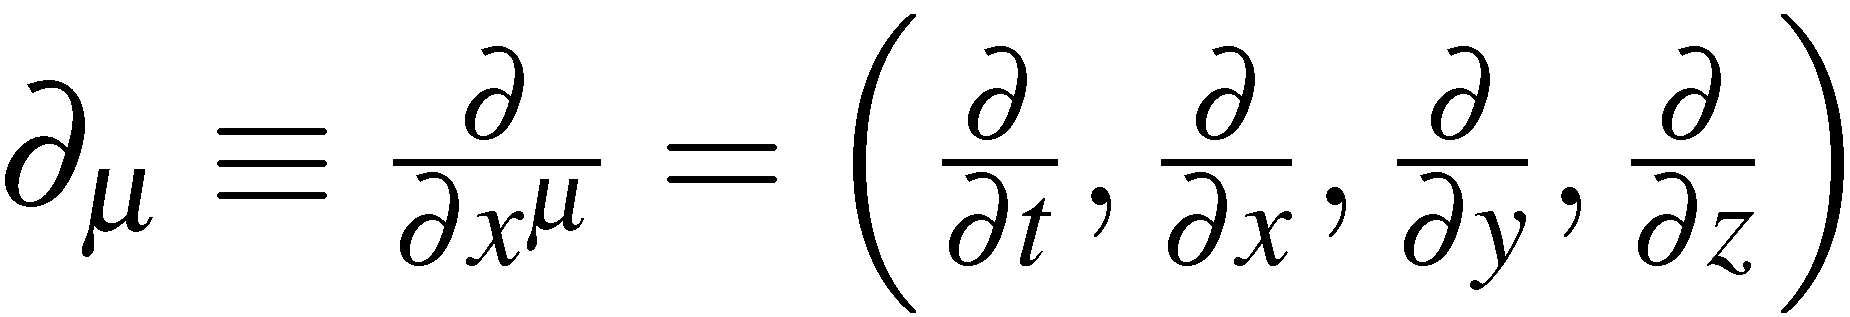 ∂_μ ≡ ∂/∂x^μ = (∂/∂t, ∂/∂x, ∂/∂y, ∂/∂z)